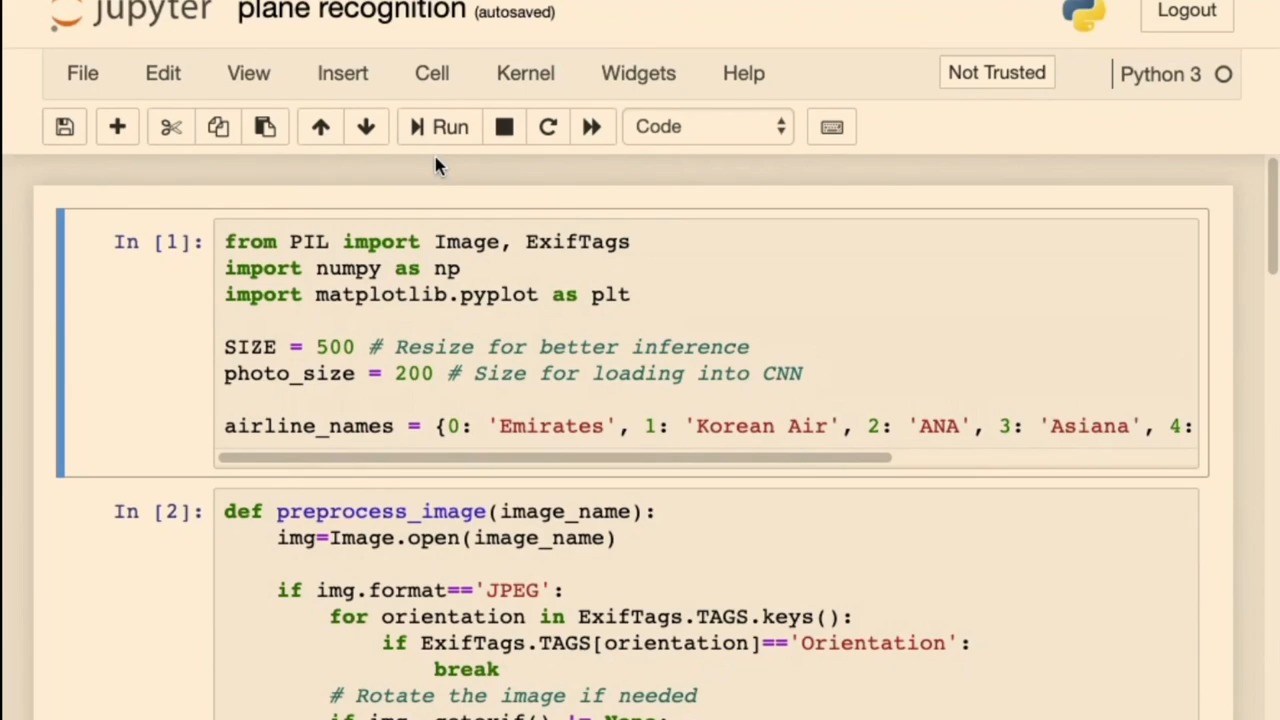 jupyter plane recognition (autosaved) Logout
File Edit View Insert Cell Kernel Widgets Help Not Trusted Python 3
Run Code
In [1]: from PIL import Image, ExifTags
import numpy as np
import matplotlib.pyplot as plt
SIZE = 500 # Resize for better inference
photo_size = 200 # Size for loading into CNN
airline_names = {0: 'Emirates', 1: 'Korean Air', 2: 'ANA', 3: 'Asiana', 4:
In [2]: def preprocess_image(image_name):
img=Image.open(image_name)
if img.format=='JPEG':
for orientation in ExifTags.TAGS.keys():
if ExifTags.TAGS[orientation]=='Orientation':
break
# Rotate the image if needed